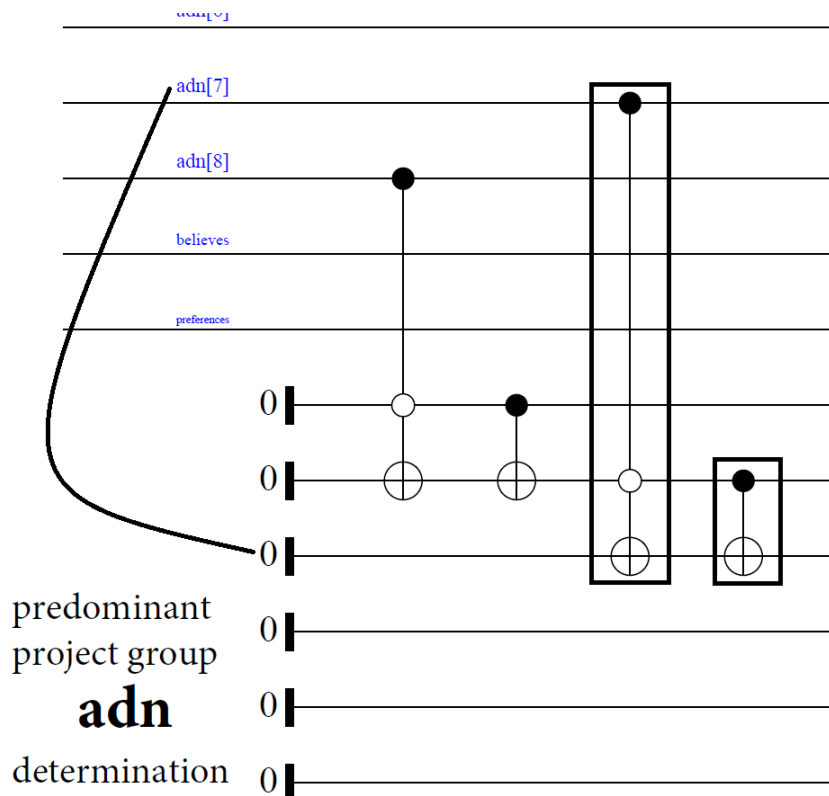 adn[7]
adn[8]
believes
preferences
0
0
0
predominant
0
project group
adn
0
determination
0